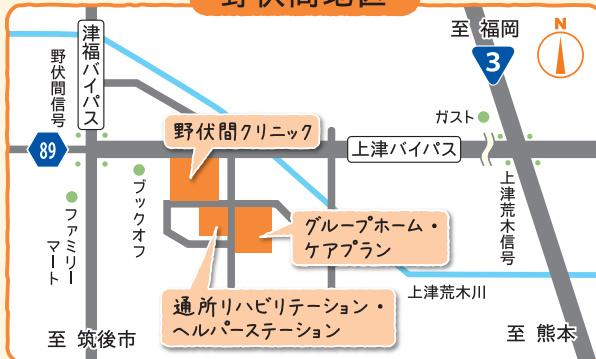 野伏間地区
至 福岡
N
3
津福バイパス
野伏間信号
ガスト
野伏間クリニック
89
上津バイパス
ブックオフ
ファミリー
マート
上津荒木信号
グループホーム・
ケアプラン
上津荒木川
通所リハビリテーション・
ヘルパーステーション
至 筑後市
至 熊本